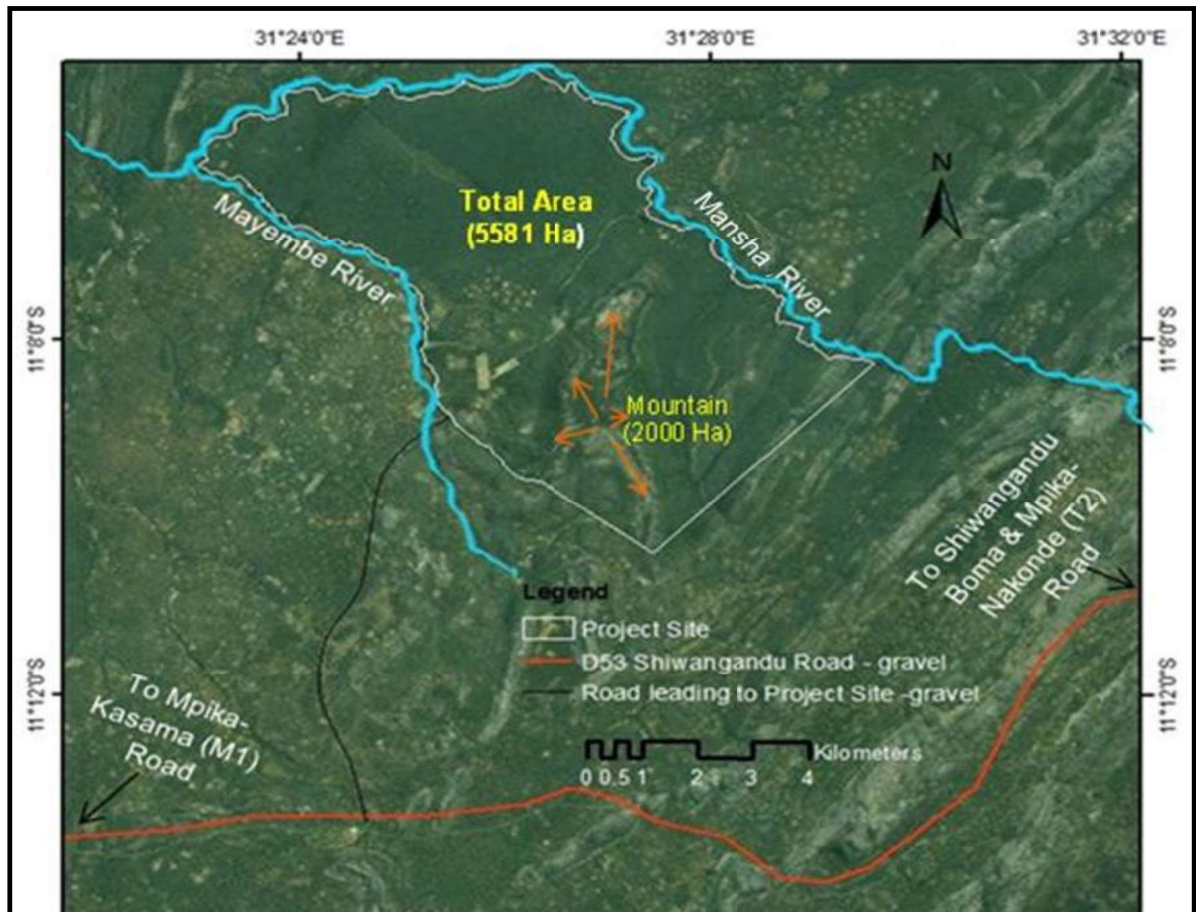 31°24'0"E
31°28'0"E
31°32'0"E
N
Total Area
(5581 Ha)
Mayembe River
Mansha River
11°8'0"S
11°8'0"S
Mountain
(2000 Ha)
To Shiwangandu
Boma & Mpika-
Nakonde (T2)
Road
Legend
Project Site
D53 Shiwangandu Road - gravel
Road leading to Project Site -gravel
11°12'0"S
11°12'0"S
To Mpika-
Kasama (M1)
Road
Kilometers
0 0.5 1 2 3 4